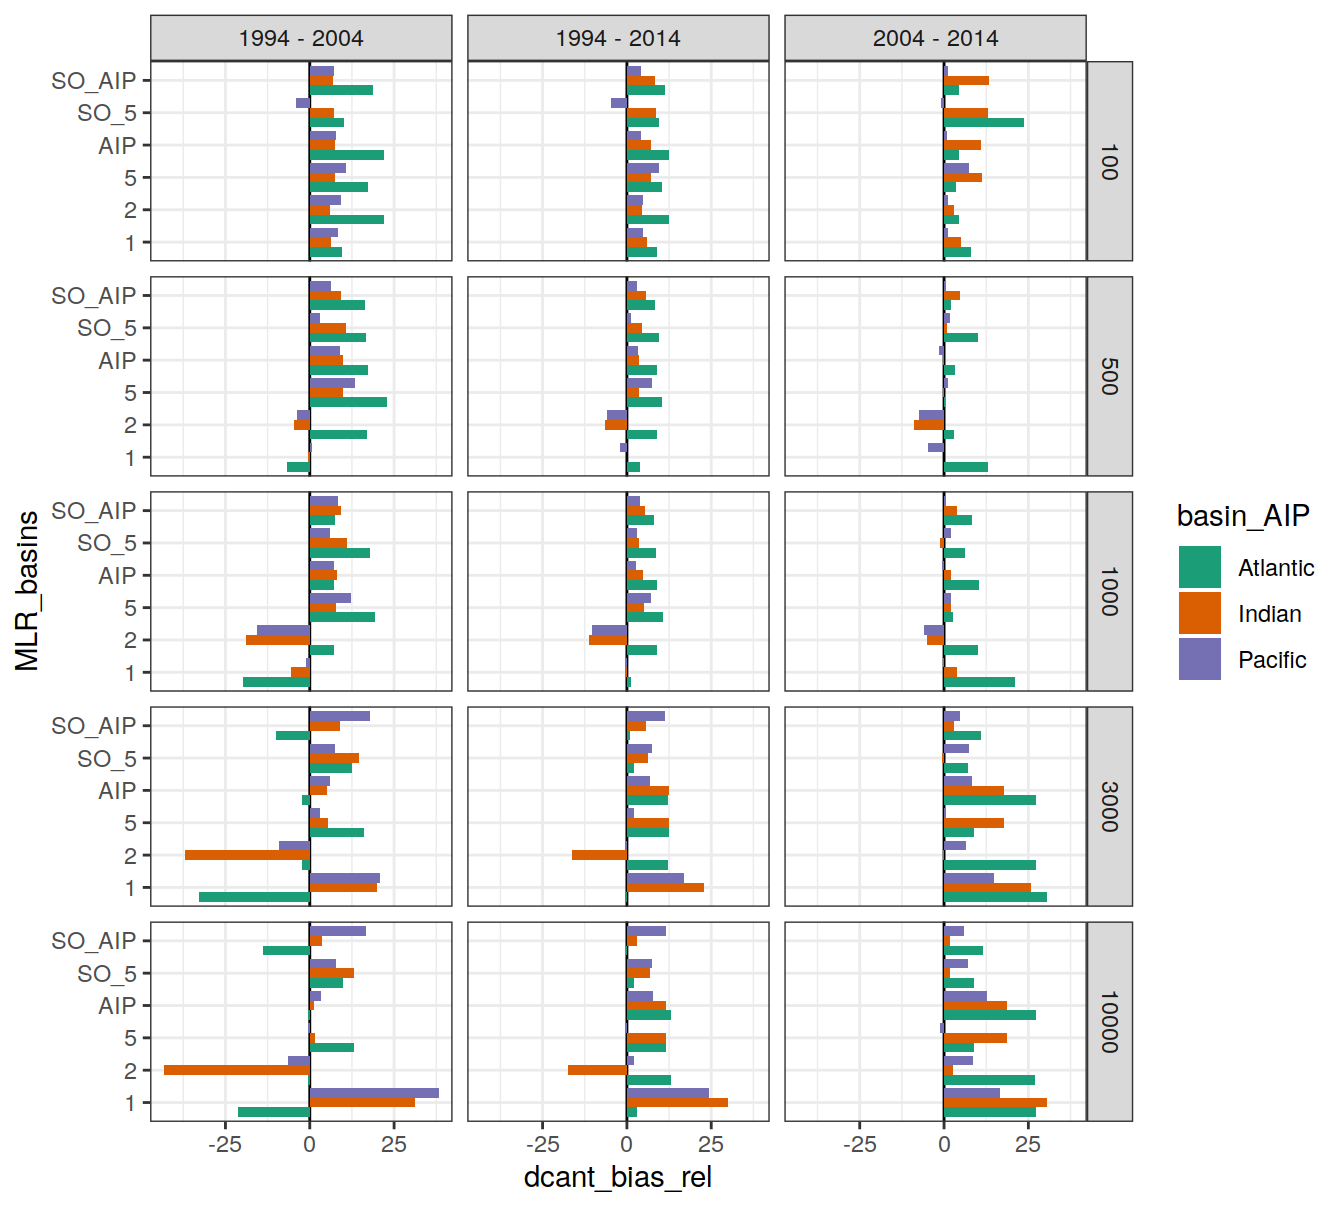 1994 - 2004
1994 - 2014
2004 - 2014
SO_AIP
SO_5
AIP
5
2
1
100
SO_AIP
SO_5
AIP
5
2
1
500
SO_AIP
SO_5
AIP
5
2
1
1000
SO_AIP
SO_5
AIP
5
2
1
3000
SO_AIP
SO_5
AIP
5
2
1
10000
-25 0 25
-25 0 25
-25 0 25
dcant_bias_rel
MLR_basins
basin_AIP
Atlantic
Indian
Pacific